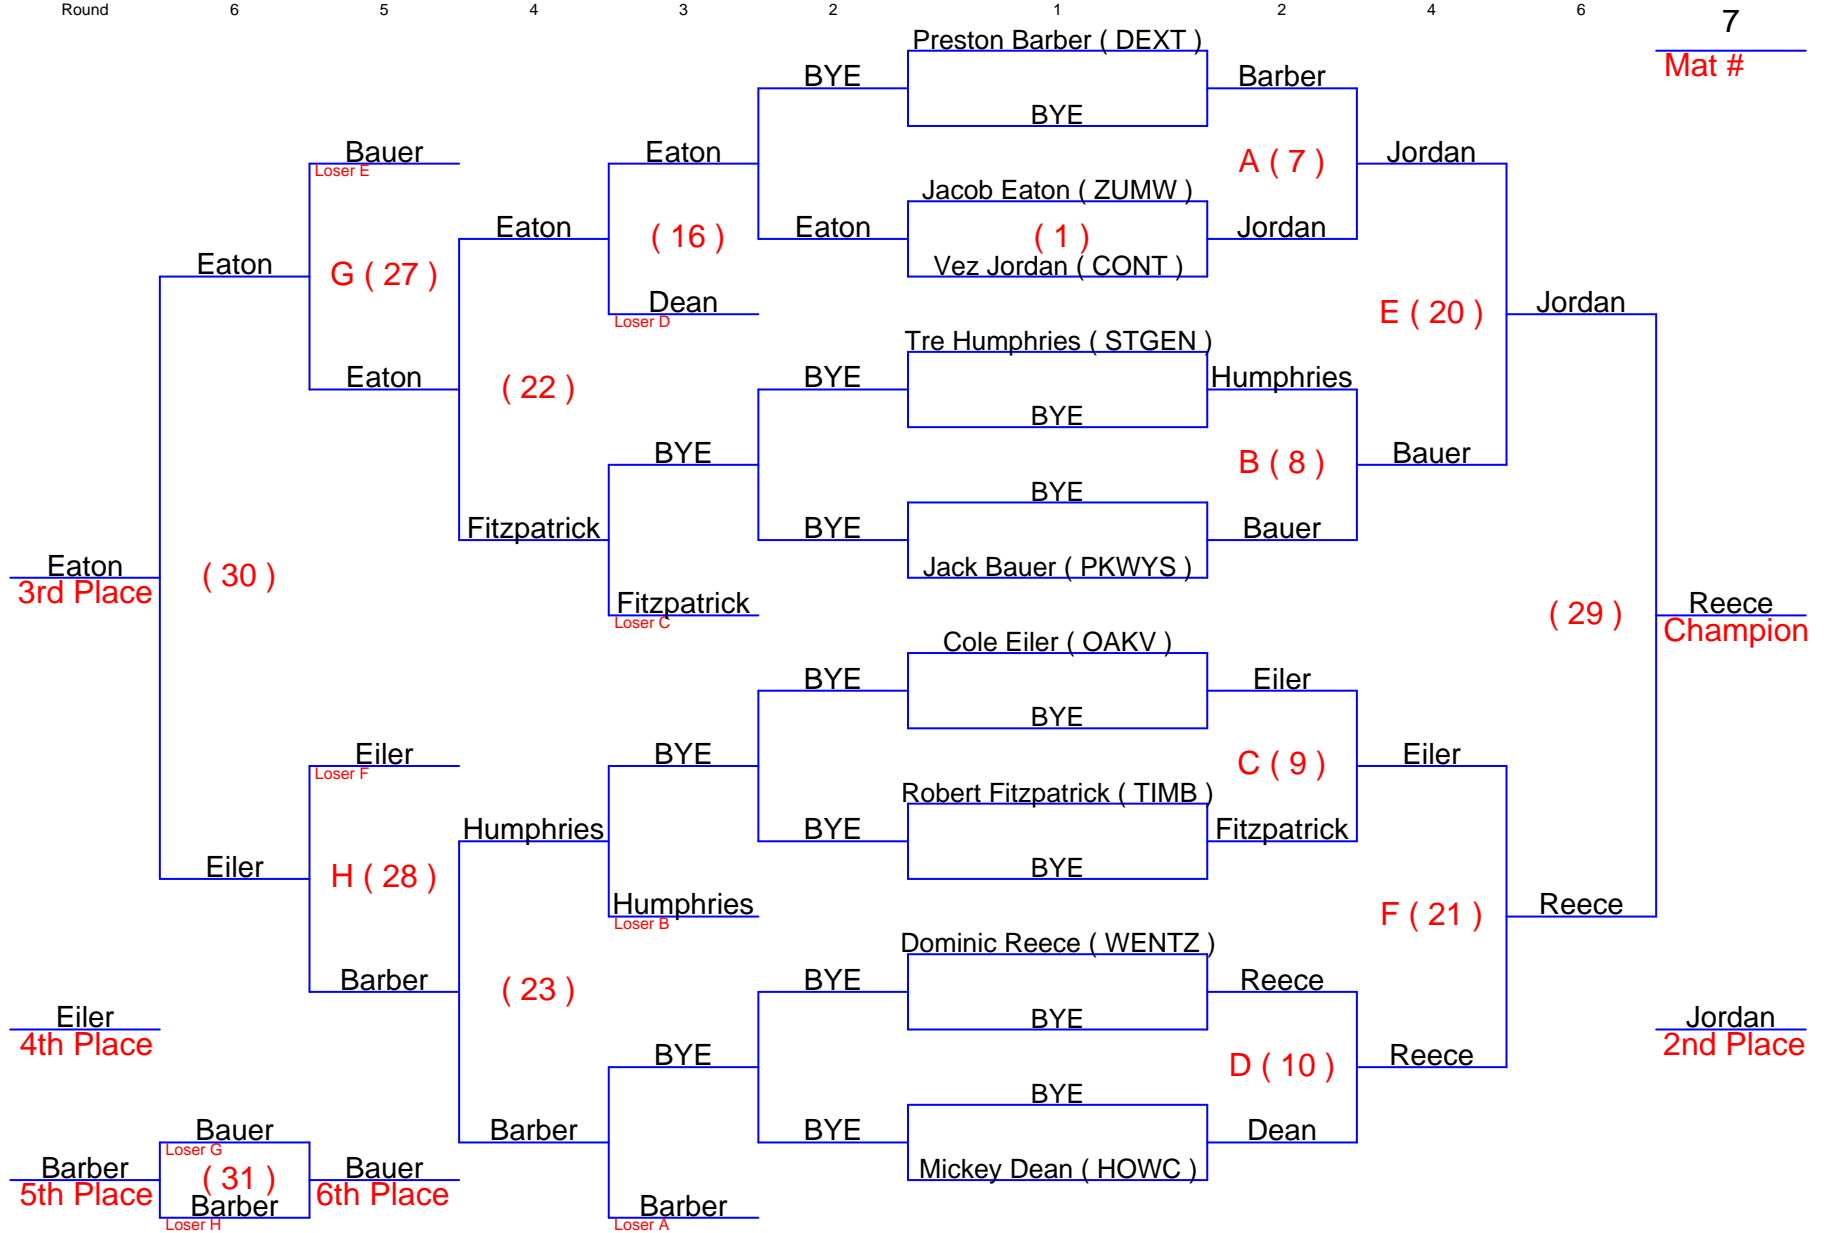 Round 6 5 4 3 2 1 2 4 6 7
Mat #
Preston Barber ( DEXT )
BYE Barber
BYE
Bauer Eaton A ( 7 ) Jordan
Loser E
Jacob Eaton ( ZUMW )
Eaton ( 16 ) Eaton ( 1 ) Jordan
Eaton G ( 27 ) Vez Jordan ( CONT )
Dean E ( 20 ) Jordan
Loser D
Tre Humphries ( STGEN )
Eaton ( 22 ) BYE Humphries
BYE
BYE B ( 8 ) Bauer
BYE
Fitzpatrick BYE Bauer
Eaton ( 30 ) Jack Bauer ( PKWYS )
3rd Place
Fitzpatrick ( 29 ) Reece
Loser C Champion
Cole Eiler ( OAKV )
BYE Eiler
BYE
Eiler BYE C ( 9 ) Eiler
Loser F
Robert Fitzpatrick ( TIMB )
Humphries BYE Fitzpatrick
Eiler H ( 28 ) BYE
Humphries F ( 21 ) Reece
Loser B
Dominic Reece ( WENTZ )
Barber ( 23 ) BYE Reece
Eiler BYE Jordan
4th Place 2nd Place
BYE D ( 10 ) Reece
BYE
Bauer Barber BYE Dean
Loser G
Barber ( 31 ) Bauer Mickey Dean ( HOWC )
5th Place 6th Place
Barber Barber
Loser H Loser A